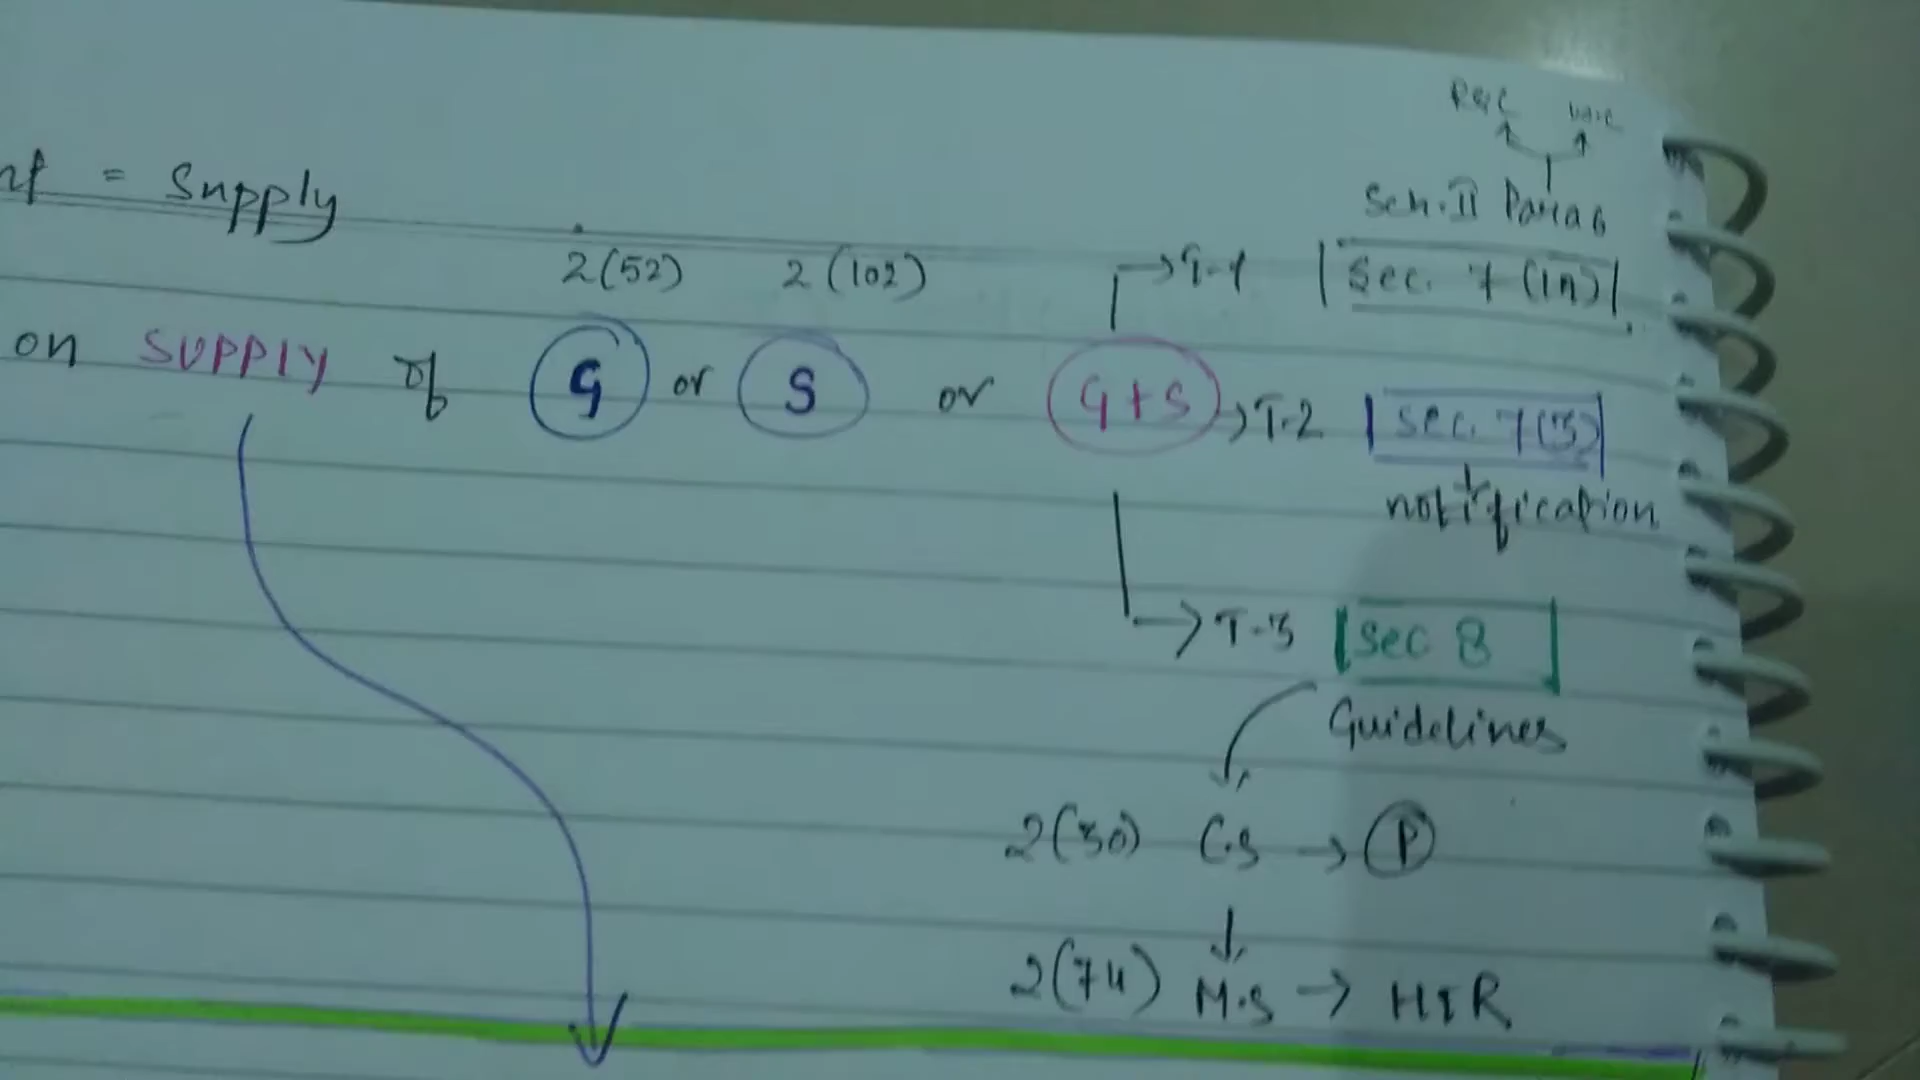 R&C
Sch. II Para 6
= Supply
2(52) 2(102) → T-1 Sec. 7(1A)
on SUPPLY of G or S or G+S → T-2 Sec. 7(3)
notification
→ T-3 Sec 8
Guidelines
2(30) C.S → P
2(74) M.S → HTR